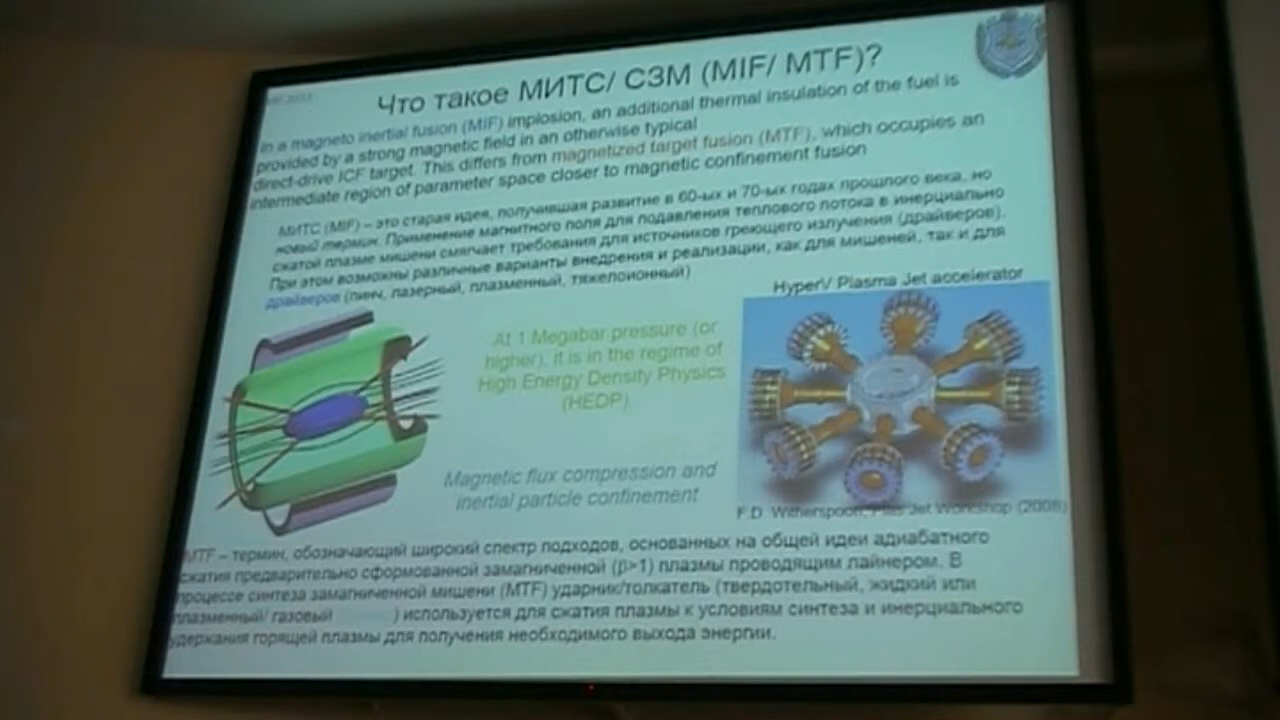 Что такое МИТС/ СЗМ (MIF/ MTF)?
In a magneto inertial fusion (MIF) implosion, an additional thermal insulation of the fuel is
provided by a strong magnetic field in an otherwise typical
direct-drive ICF target. This differs from magnetized target fusion (MTF), which occupies an
intermediate region of parameter space closer to magnetic confinement fusion
МИТС (MIF) – это старая идея, получившая развитие в 60-ых и 70-ых годах прошлого века, но
новый термин. Применение магнитного поля для подавления теплового потока в инерциально
сжатой плазме мишени смягчает требования для источников греющего излучения (драйверов).
При этом возможны различные варианты внедрения и реализации, как для мишеней, так и для
драйверов (пинч, лазерный, плазменный, тяжелоионный)
HyperV Plasma Jet accelerator
At 1 Megabar pressure (or
higher), it is in the regime of
High Energy Density Physics
(HEDP)
Magnetic flux compression and
inertial particle confinement
F.D. Witherspoon, Jet Workshop (2008)
MTF – термин, обозначающий широкий спектр подходов, основанных на общей идеи адиабатного
сжатия предварительно сформованной замагниченной (β>1) плазмы проводящим лайнером. В
процессе синтеза замагниченной мишени (MTF) ударник/толкатель (твердотельный, жидкий или
плазменный/ газовый ) используется для сжатия плазмы к условиям синтеза и инерциального
удержания горящей плазмы для получения необходимого выхода энергии.